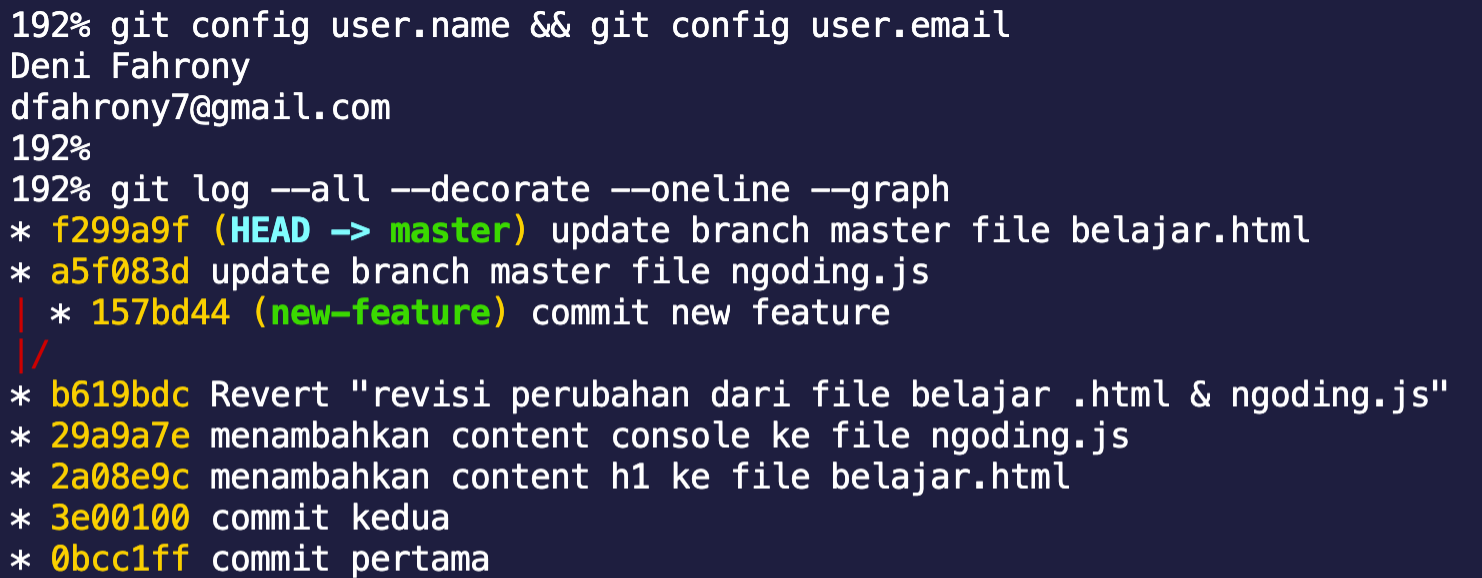 192% git config user.name && git config user.email
Deni Fahrony
dfahrony7@gmail.com
192%
192% git log --all --decorate --oneline --graph
* f299a9f (HEAD -> master) update branch master file belajar.html
* a5f083d update branch master file ngoding.js
| * 157bd44 (new-feature) commit new feature
|/
* b619bdc Revert "revisi perubahan dari file belajar .html & ngoding.js"
* 29a9a7e menambahkan content console ke file ngoding.js
* 2a08e9c menambahkan content h1 ke file belajar.html
* 3e00100 commit kedua
* 0bcc1ff commit pertama